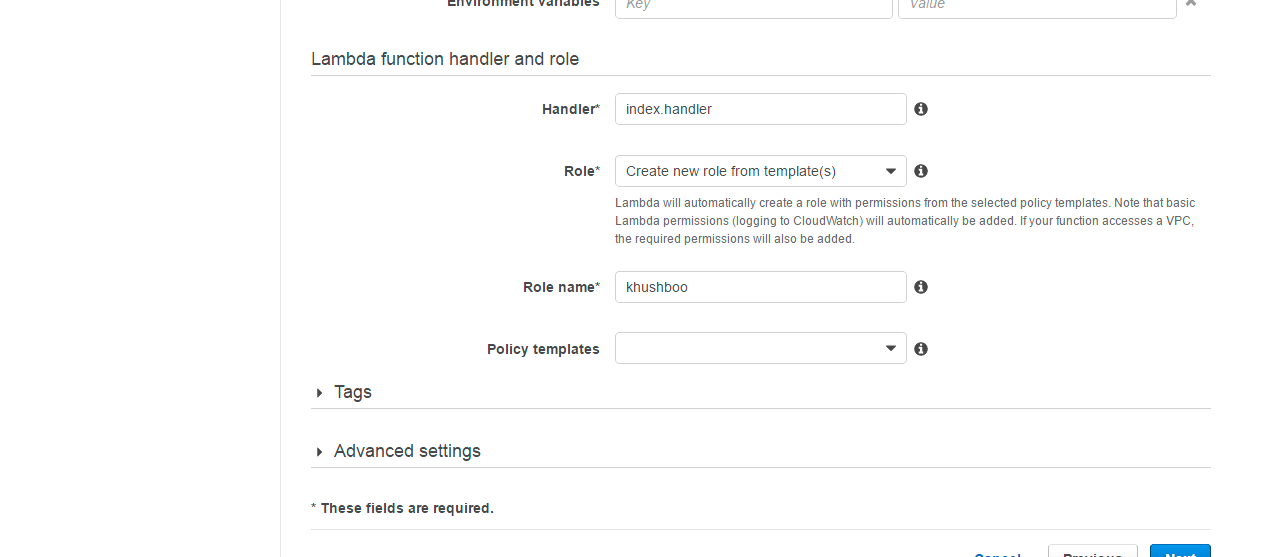 Environment variables Key Value
Lambda function handler and role
Handler* index.handler
Role* Create new role from template(s)
Lambda will automatically create a role with permissions from the selected policy templates. Note that basic
Lambda permissions (logging to CloudWatch) will automatically be added. If your function accesses a VPC,
the required permissions will also be added.
Role name* khushboo
Policy templates
Tags
Advanced settings
* These fields are required.
Cancel Previous Next